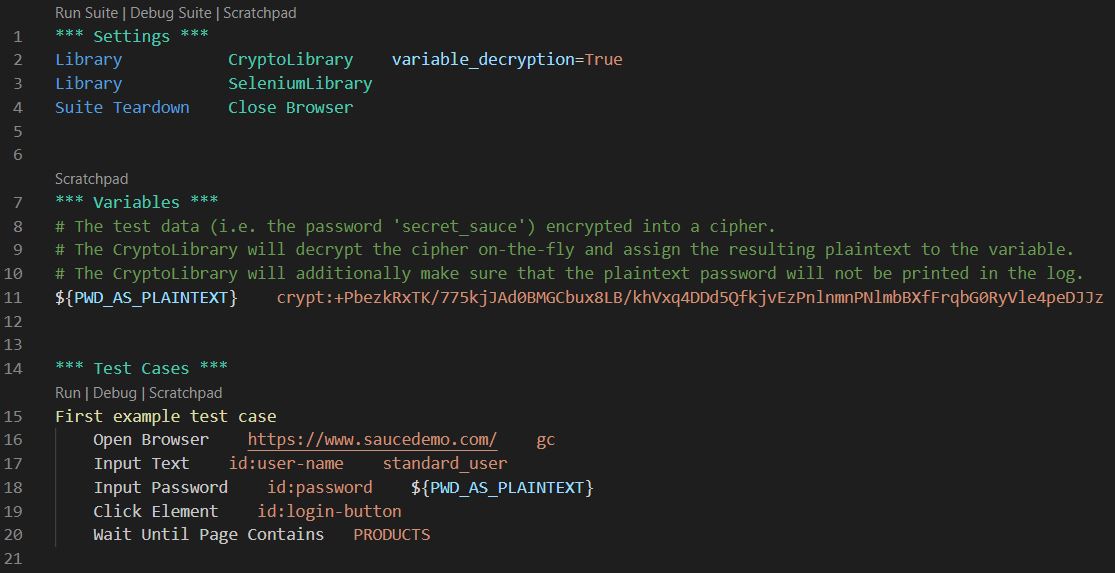 Run Suite | Debug Suite | Scratchpad
1 *** Settings ***
2 Library CryptoLibrary variable_decryption=True
3 Library SeleniumLibrary
4 Suite Teardown Close Browser
5
6
Scratchpad
7 *** Variables ***
8 # The test data (i.e. the password 'secret_sauce') encrypted into a cipher.
9 # The CryptoLibrary will decrypt the cipher on-the-fly and assign the resulting plaintext to the variable.
10 # The CryptoLibrary will additionally make sure that the plaintext password will not be printed in the log.
11 ${PWD_AS_PLAINTEXT} crypt:+PbezkRxTK/775kjJAd0BMGCbux8LB/khVxq4DDd5QfkjvEzPnlnmnPNlmbBXfFrqbG0RyVle4peDJJz
12
13
14 *** Test Cases ***
Run | Debug | Scratchpad
15 First example test case
16 Open Browser https://www.saucedemo.com/ gc
17 Input Text id:user-name standard_user
18 Input Password id:password ${PWD_AS_PLAINTEXT}
19 Click Element id:login-button
20 Wait Until Page Contains PRODUCTS
21